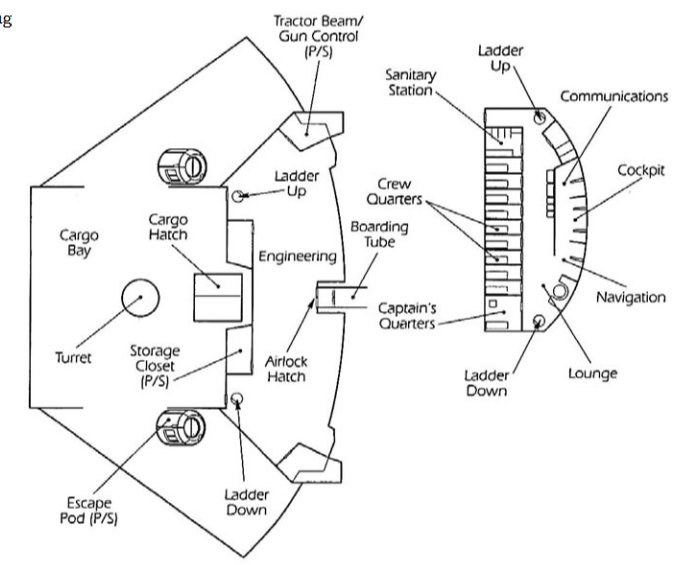 ng
Tractor Beam/
Gun Control
(P/S)
Ladder
Up
Sanitary
Station
Communications
Cockpit
Ladder
Up
Crew
Quarters
Cargo
Hatch
Cargo
Bay
Boarding
Tube
Engineering
Navigation
Captain's
Quarters
Turret
Storage
Closet
(P/S)
Airlock
Hatch
Ladder
Down
Lounge
Escape
Pod (P/S)
Ladder
Down